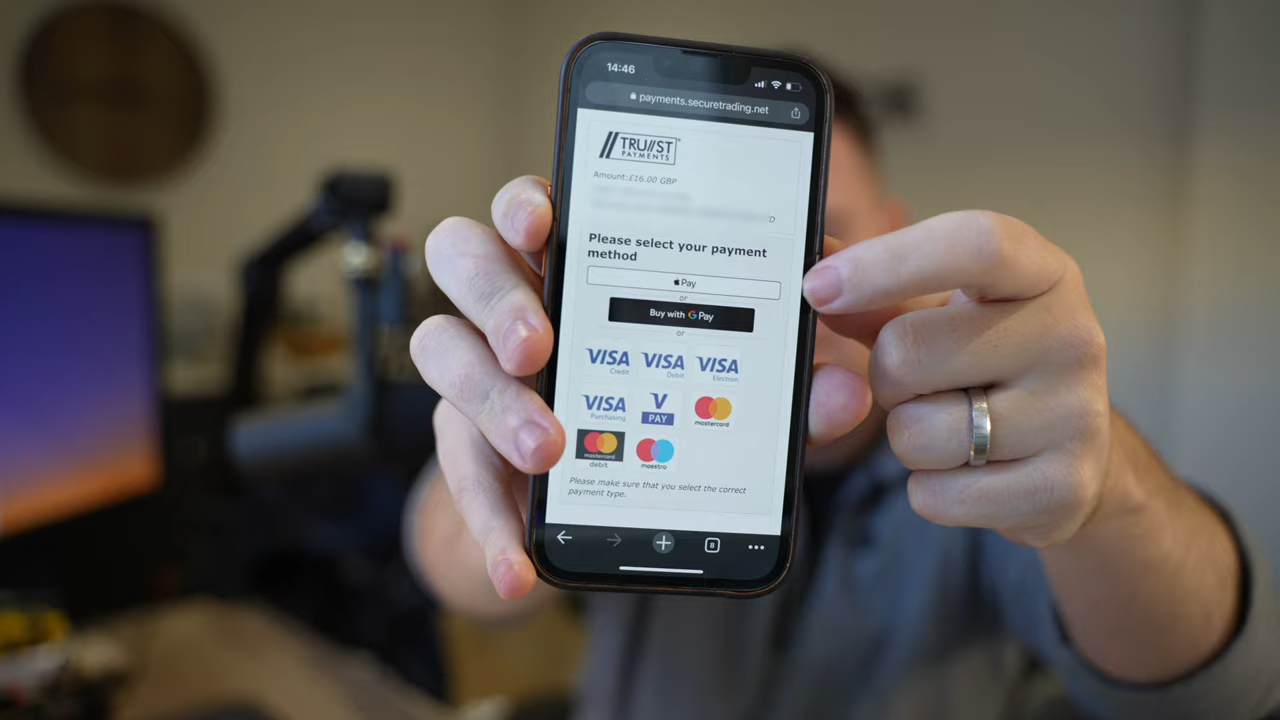 14:46
payments.securetrading.net
TRU//ST
PAYMENTS
Amount:£16.00 GBP
D
Please select your payment
method
Pay
or
Buy with G Pay
or
VISA VISA VISA
Credit Debit Electron
VISA V PAY mastercard
Purchasing
mastercard maestro
debit
Please make sure that you select the correct
payment type.